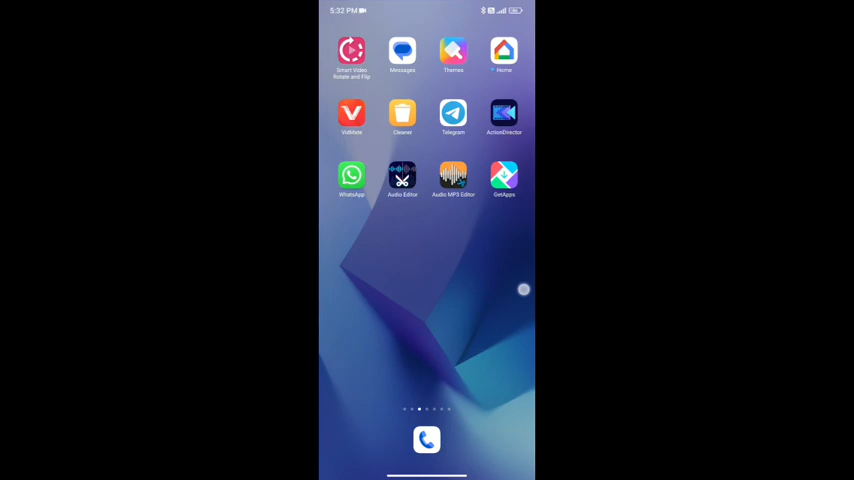 5:32 PM
Smart Video
Rotate and Flip
Messages
Themes
Home
VidMate
Cleaner
Telegram
ActionDirector
WhatsApp
Audio Editor
Audio MP3 Editor
GetApps